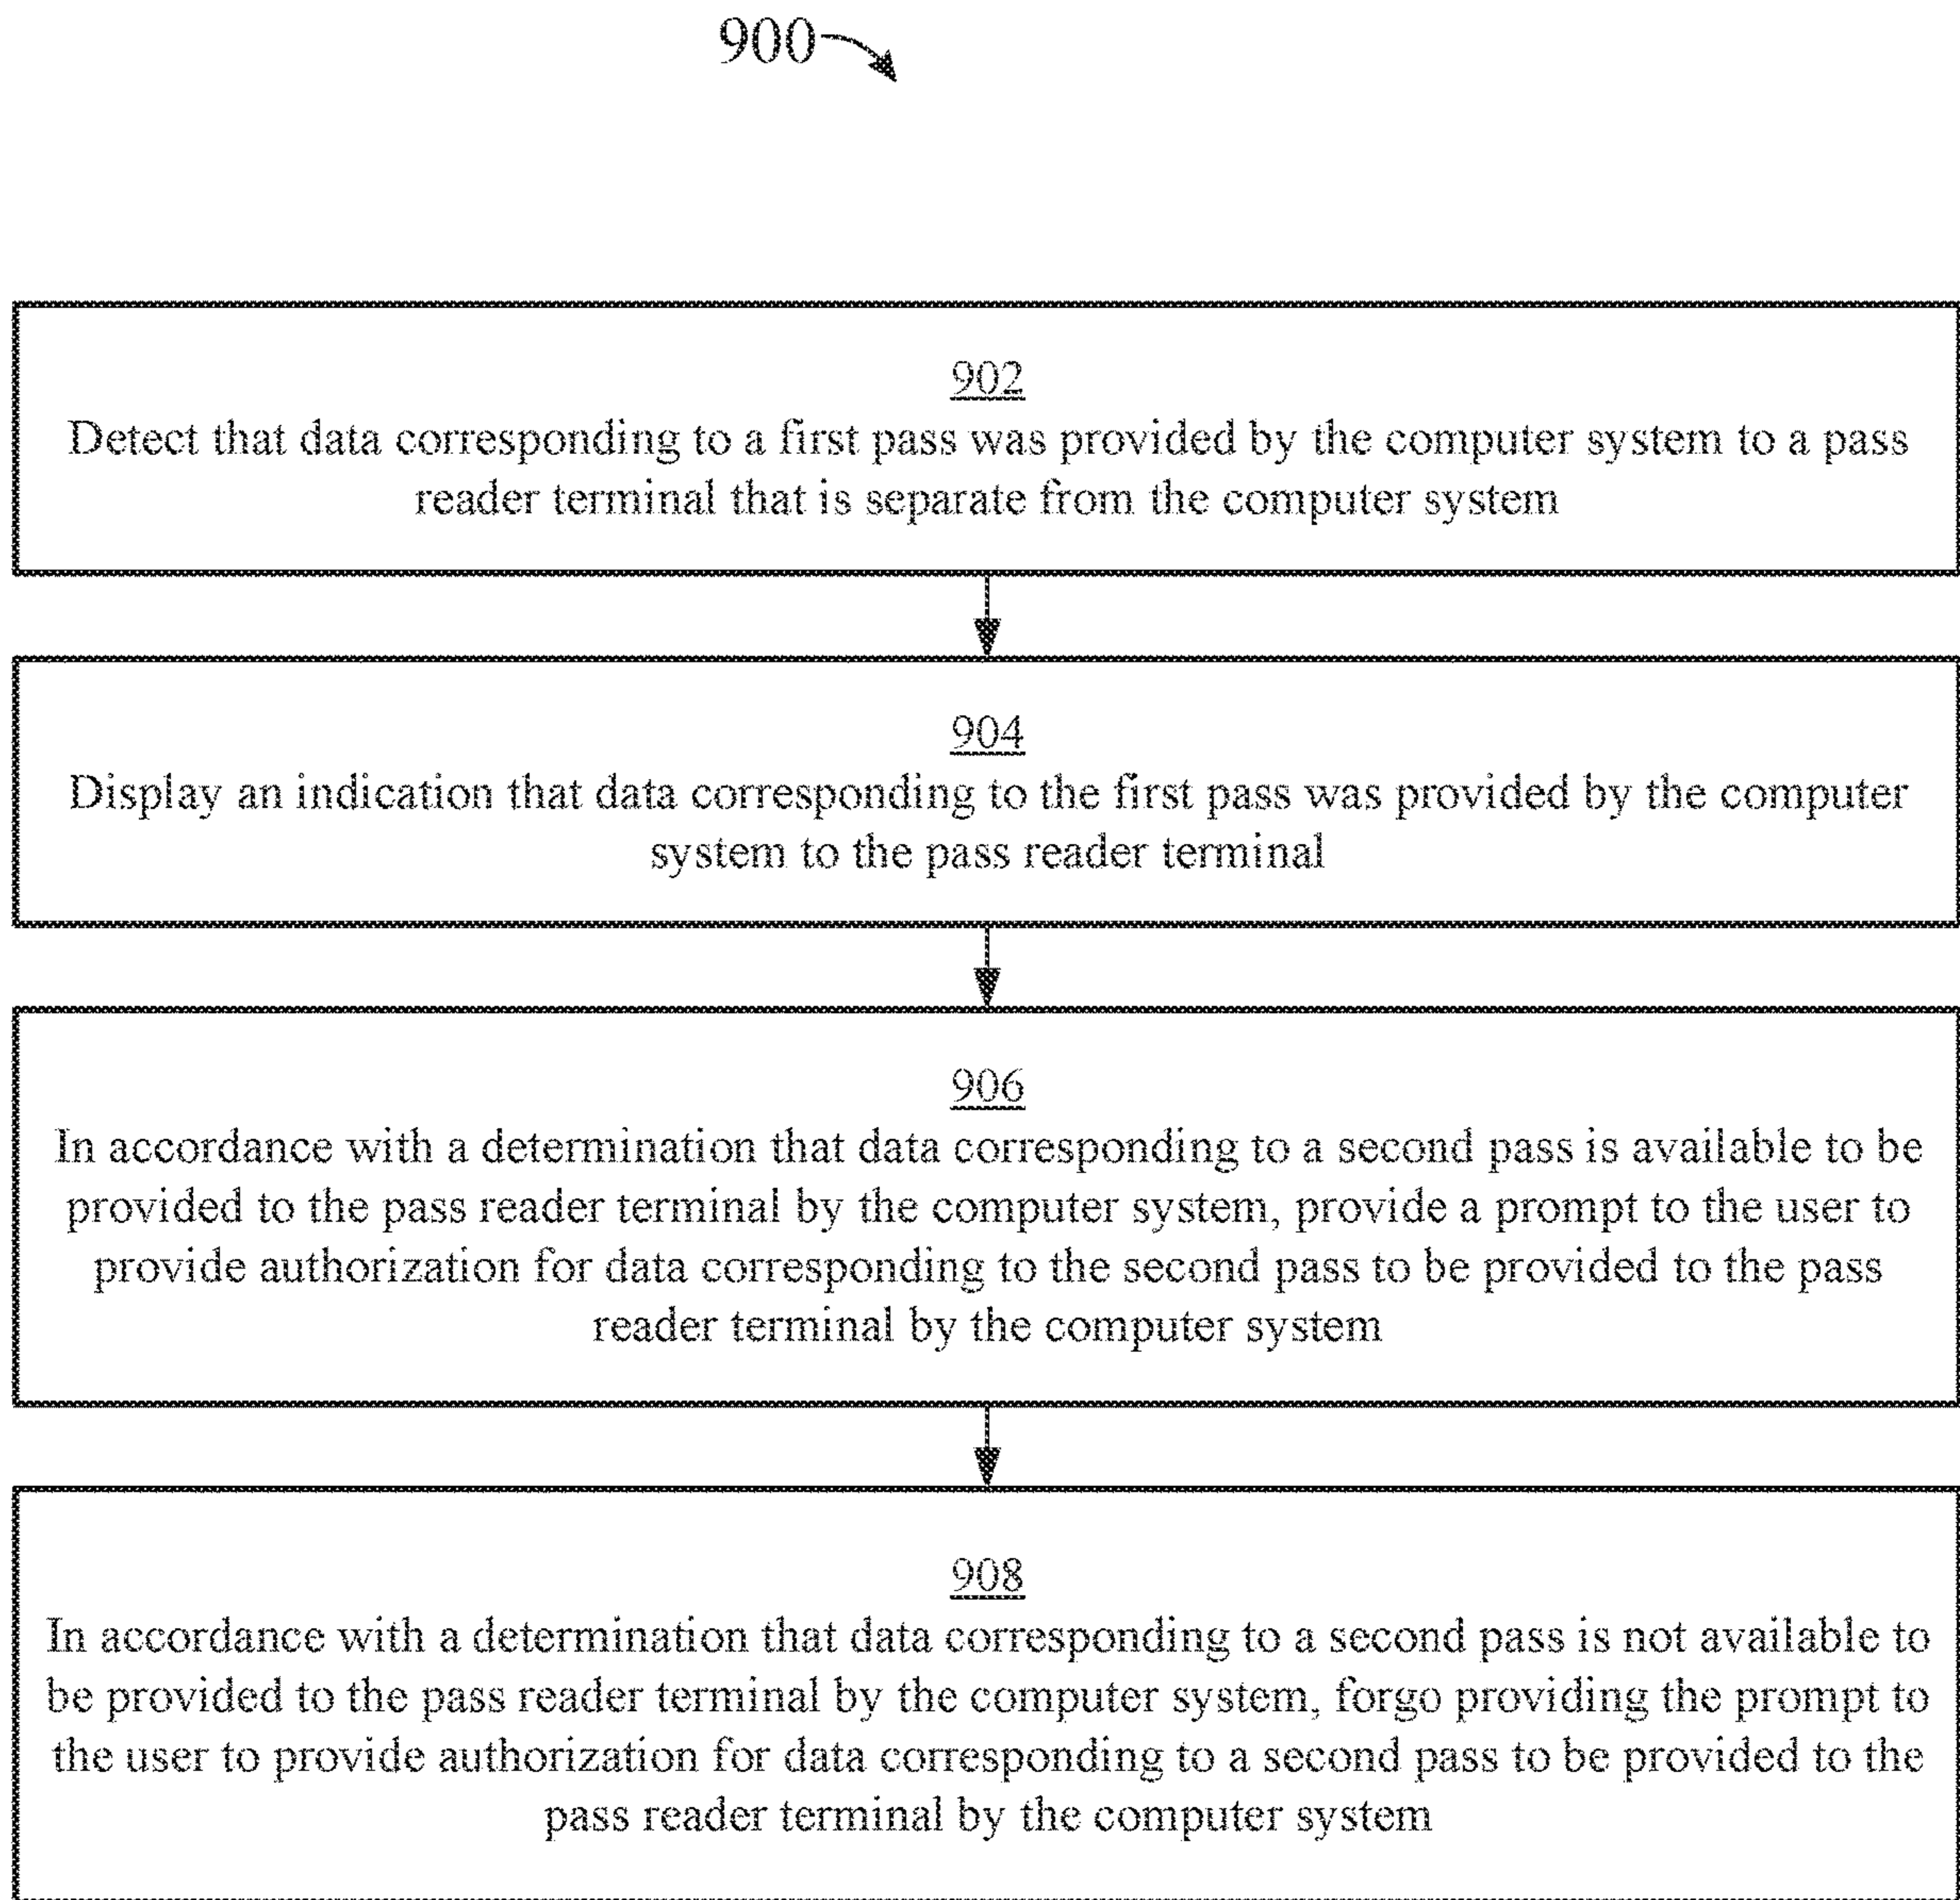 900
902
Detect that data corresponding to a first pass was provided by the computer system to a pass
reader terminal that is separate from the computer system
904
Display an indication that data corresponding to the first pass was provided by the computer
system to the pass reader terminal
906
In accordance with a determination that data corresponding to a second pass is available to be
provided to the pass reader terminal by the computer system, provide a prompt to the user to
provide authorization for data corresponding to the second pass to be provided to the pass
reader terminal by the computer system
908
In accordance with a determination that data corresponding to a second pass is not available to
be provided to the pass reader terminal by the computer system, forgo providing the prompt to
the user to provide authorization for data corresponding to a second pass to be provided to the
pass reader terminal by the computer system